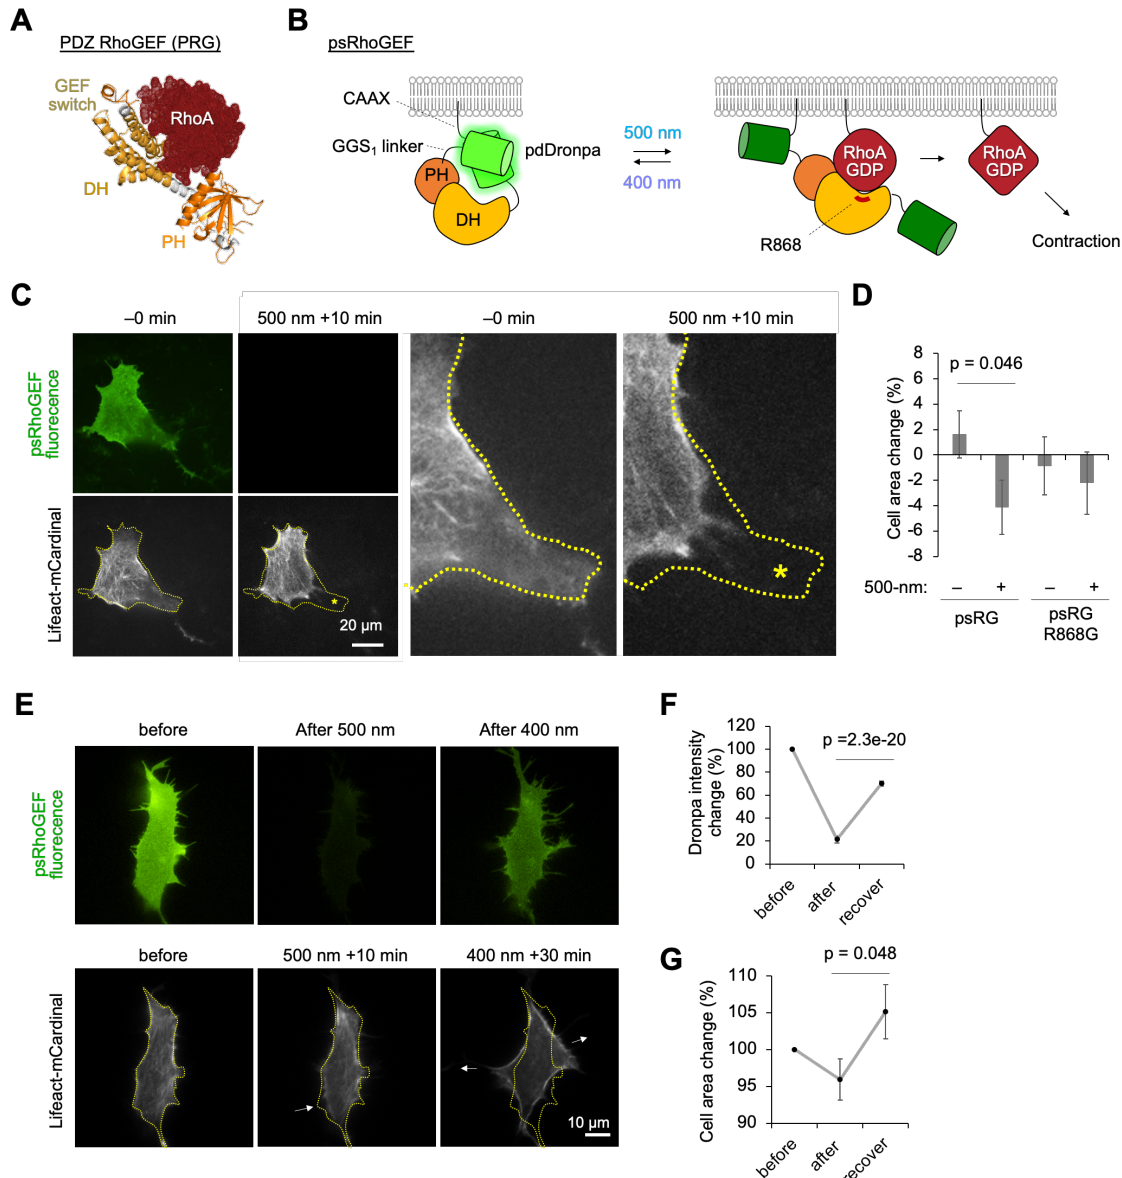 A
PDZ RhoGEF (PRG)
GEF
switch
RhoA
DH
PH
B
psRhoGEF
CAAX
GGS1 linker
PH
DH
pdDronpa
500 nm
400 nm
RhoA
GDP
R868
RhoA
GDP
Contraction
C
–0 min
500 nm +10 min
–0 min
500 nm +10 min
psRhoGEF
fluorecence
Lifeact-mCardinal
*
20 µm
*
D
p = 0.046
Cell area change (%)
8
6
4
2
0
-2
-4
-6
-8
500-nm:
– + – +
psRG
psRG
R868G
E
before
After 500 nm
After 400 nm
psRhoGEF
fluorecence
before
500 nm +10 min
400 nm +30 min
Lifeact-mCardinal
10 µm
F
Dronpa intensity
change (%)
120
100
80
60
40
20
0
p =2.3e-20
before
after
recover
G
p = 0.048
Cell area change (%)
110
105
100
95
90
before
after
recover